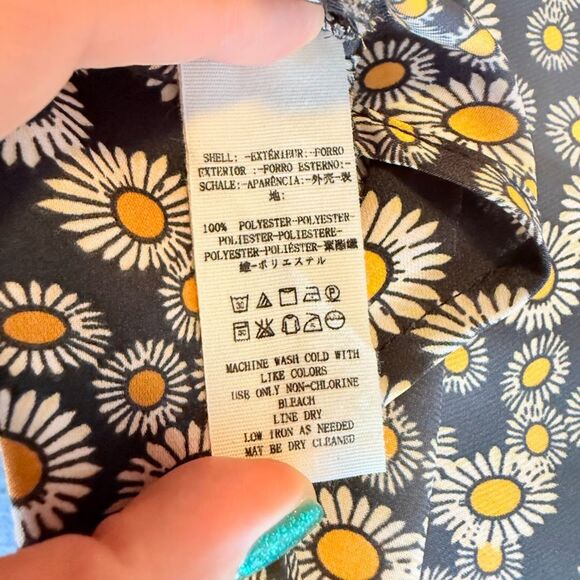 SHELL: -EXTÉRIEUR:-FORRO
EXTERIOR :-FORRO ESTERNO:-
SCHALE:-APARÊNCIA:-外壳-製
地:
100% POLYESTER-POLYESTER-
POLIESTER-POLIESTERE-
POLYESTER-POLIÉSTER-聚酯纖
維-ポリエステル
MACHINE WASH COLD WITH
LIKE COLORS
USE ONLY NON-CHLORINE
BLEACH
LINE DRY
LOW IRON AS NEEDED
MAY BE DRY CLEANED